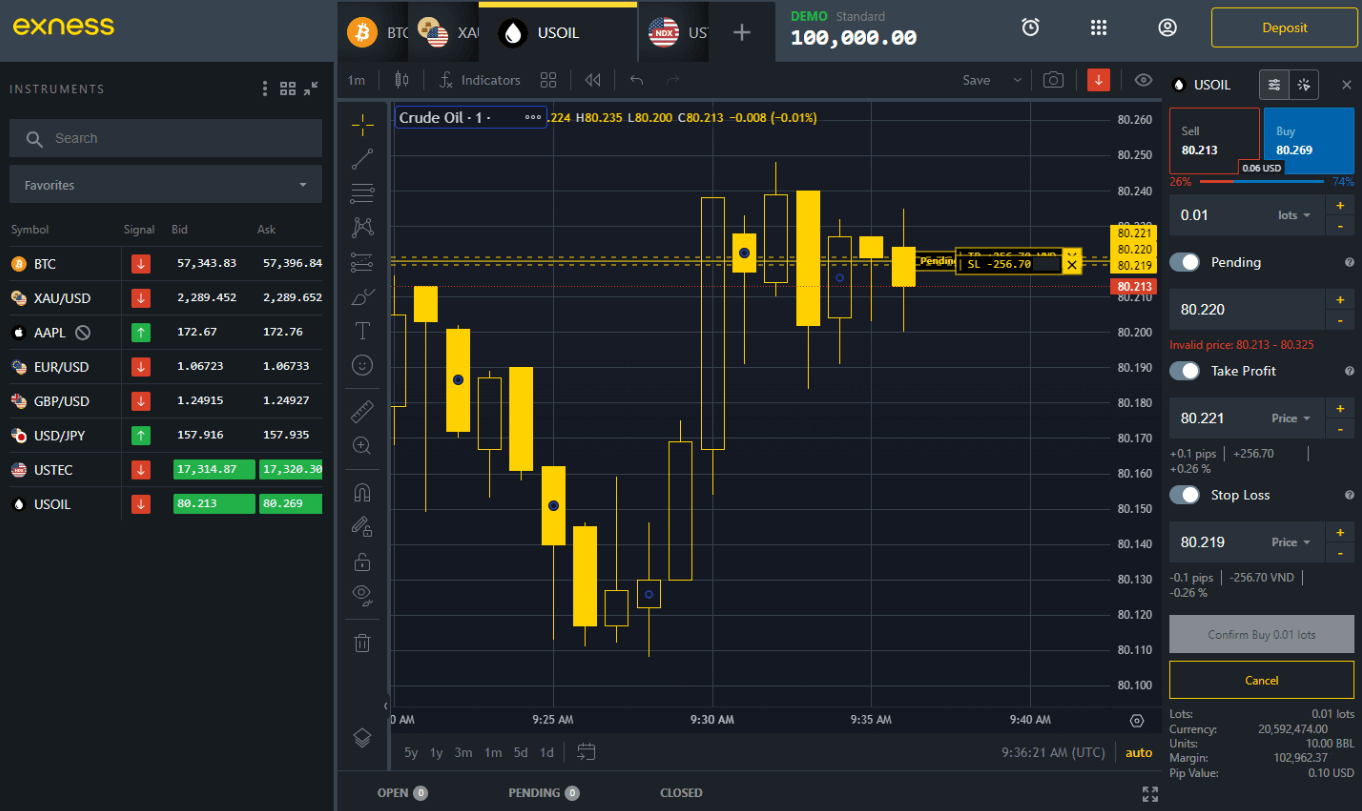 exness
BTC
XAU
USOIL
UST
DEMO Standard
100,000.00
Deposit
INSTRUMENTS
Search
Favorites
Symbol Signal Bid Ask
BTC 57,343.83 57,396.84
XAU/USD 2,289.452 2,289.652
AAPL 172.67 172.76
EUR/USD 1.06723 1.06733
GBP/USD 1.24915 1.24927
USD/JPY 157.916 157.935
USTEC 17,314.87 17,320.30
USOIL 80.213 80.269
1m
Indicators
Save
Crude Oil · 1 · .224 H80.235 L80.200 C80.213 −0.008 (−0.01%)
80.260
80.250
80.240
80.221
80.220
80.219
80.213
80.210
80.200
80.190
80.180
80.170
80.160
80.150
80.140
80.130
80.120
80.110
80.100
Pending
SL -256.70
0 AM 9:25 AM 9:30 AM 9:35 AM 9:40 AM
5y 1y 3m 1m 5d 1d
9:36:21 AM (UTC) auto
OPEN 0 PENDING 0 CLOSED
USOIL
Sell
80.213
Buy
80.269
0.06 USD
26% 74%
0.01 lots
+
-
Pending
80.220
+
-
Invalid price: 80.213 - 80.325
Take Profit
80.221 Price
+
-
+0.1 pips | +256.70 |
+0.26 %
Stop Loss
80.219 Price
+
-
-0.1 pips | -256.70 VND |
-0.26 %
Confirm Buy 0.01 lots
Cancel
Lots: 0.01 lots
Currency: 20,592,474.00
Units: 10.00 BBL
Margin: 102,962.37
Pip Value: 0.10 USD